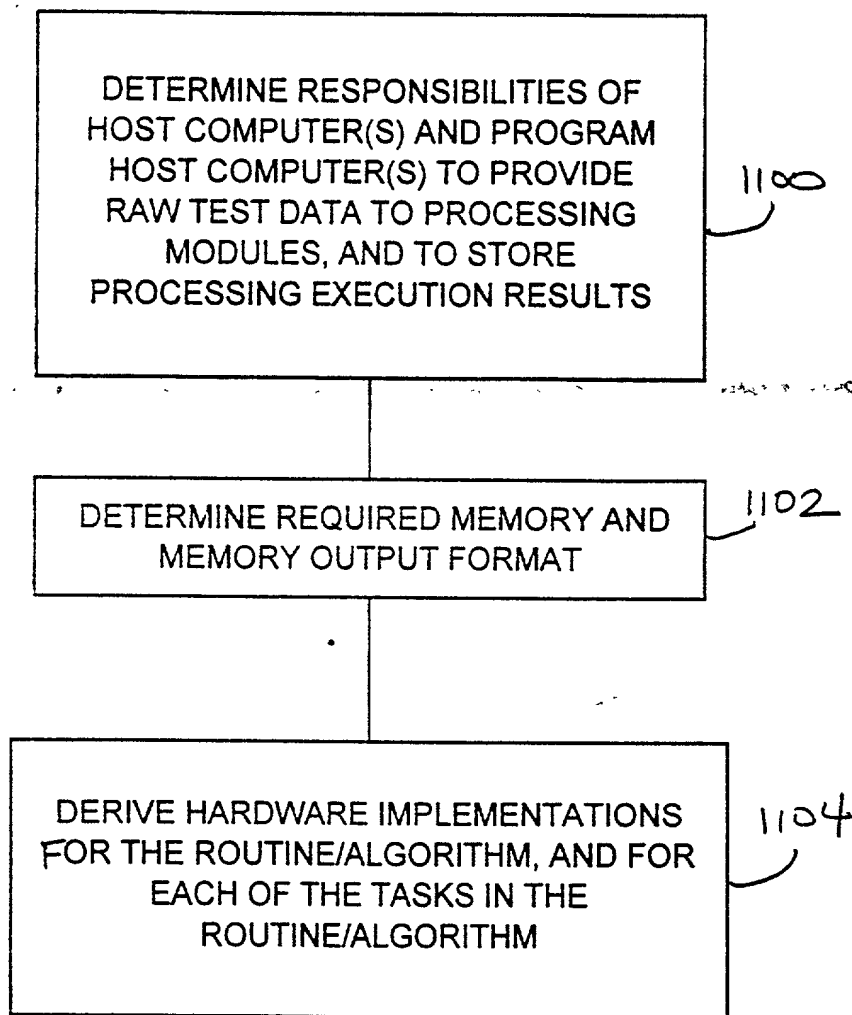 DETERMINE RESPONSIBILITIES OF
HOST COMPUTER(S) AND PROGRAM
HOST COMPUTER(S) TO PROVIDE
RAW TEST DATA TO PROCESSING
MODULES, AND TO STORE
PROCESSING EXECUTION RESULTS
1100
DETERMINE REQUIRED MEMORY AND
MEMORY OUTPUT FORMAT
1102
DERIVE HARDWARE IMPLEMENTATIONS
FOR THE ROUTINE/ALGORITHM, AND FOR
EACH OF THE TASKS IN THE
ROUTINE/ALGORITHM
1104